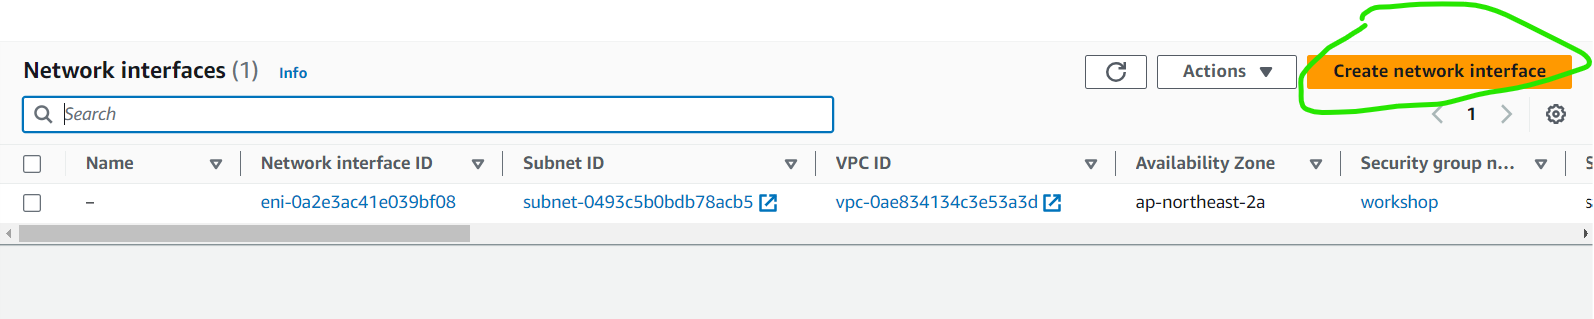 Network interfaces (1) Info
Actions
Create network interface
Search
1
Name Network interface ID Subnet ID VPC ID Availability Zone Security group n...
– eni-0a2e3ac41e039bf08 subnet-0493c5b0bdb78acb5 vpc-0ae834134c3e53a3d ap-northeast-2a workshop